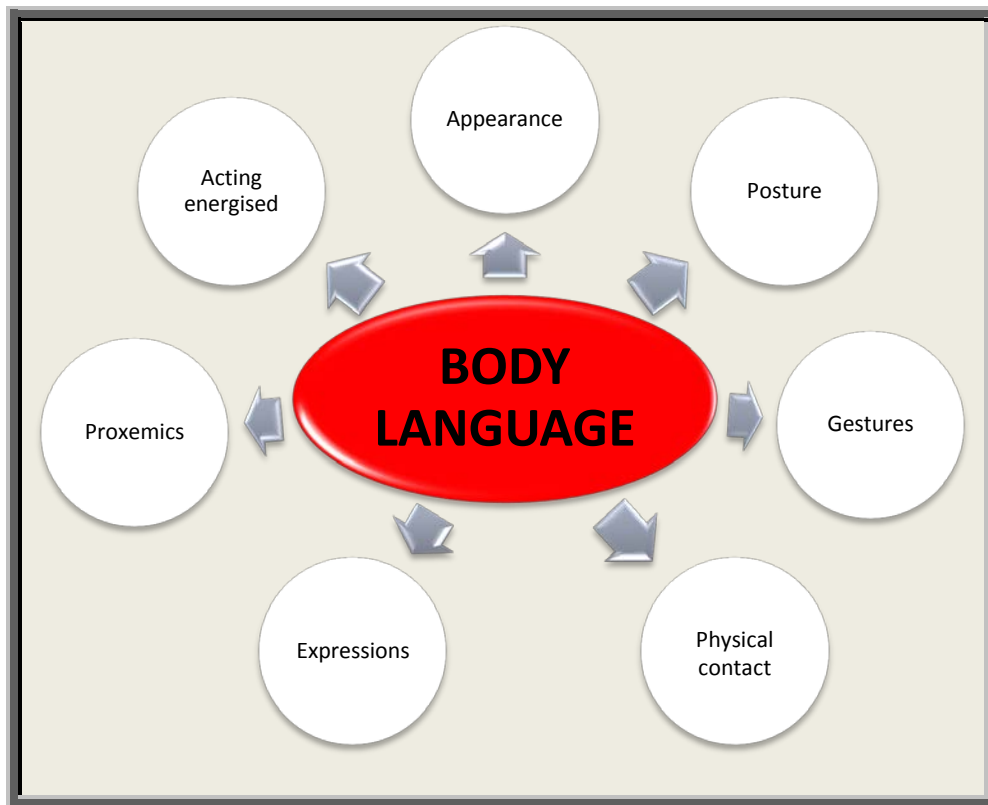 Appearance
Acting
energised
Posture
BODY
LANGUAGE
Proxemics
Gestures
Expressions
Physical
contact